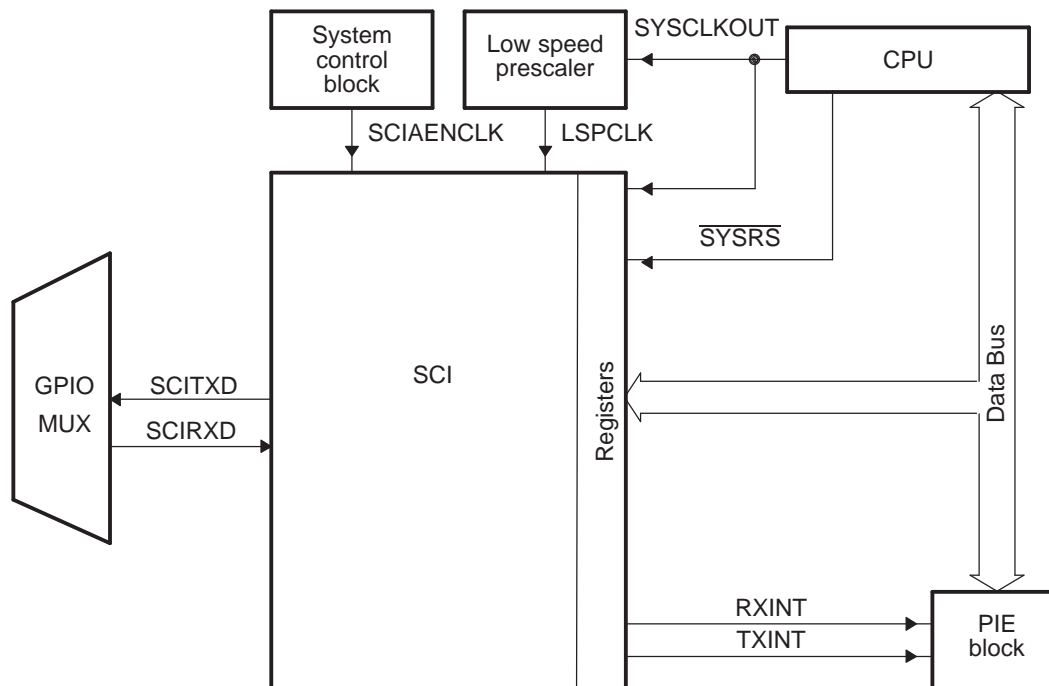 System
control
block
Low speed
prescaler
SYSCLKOUT
CPU
SCIAENCLK
LSPCLK
SYSRS
GPIO
MUX
SCITXD
SCIRXD
SCI
Registers
Data Bus
RXINT
TXINT
PIE
block